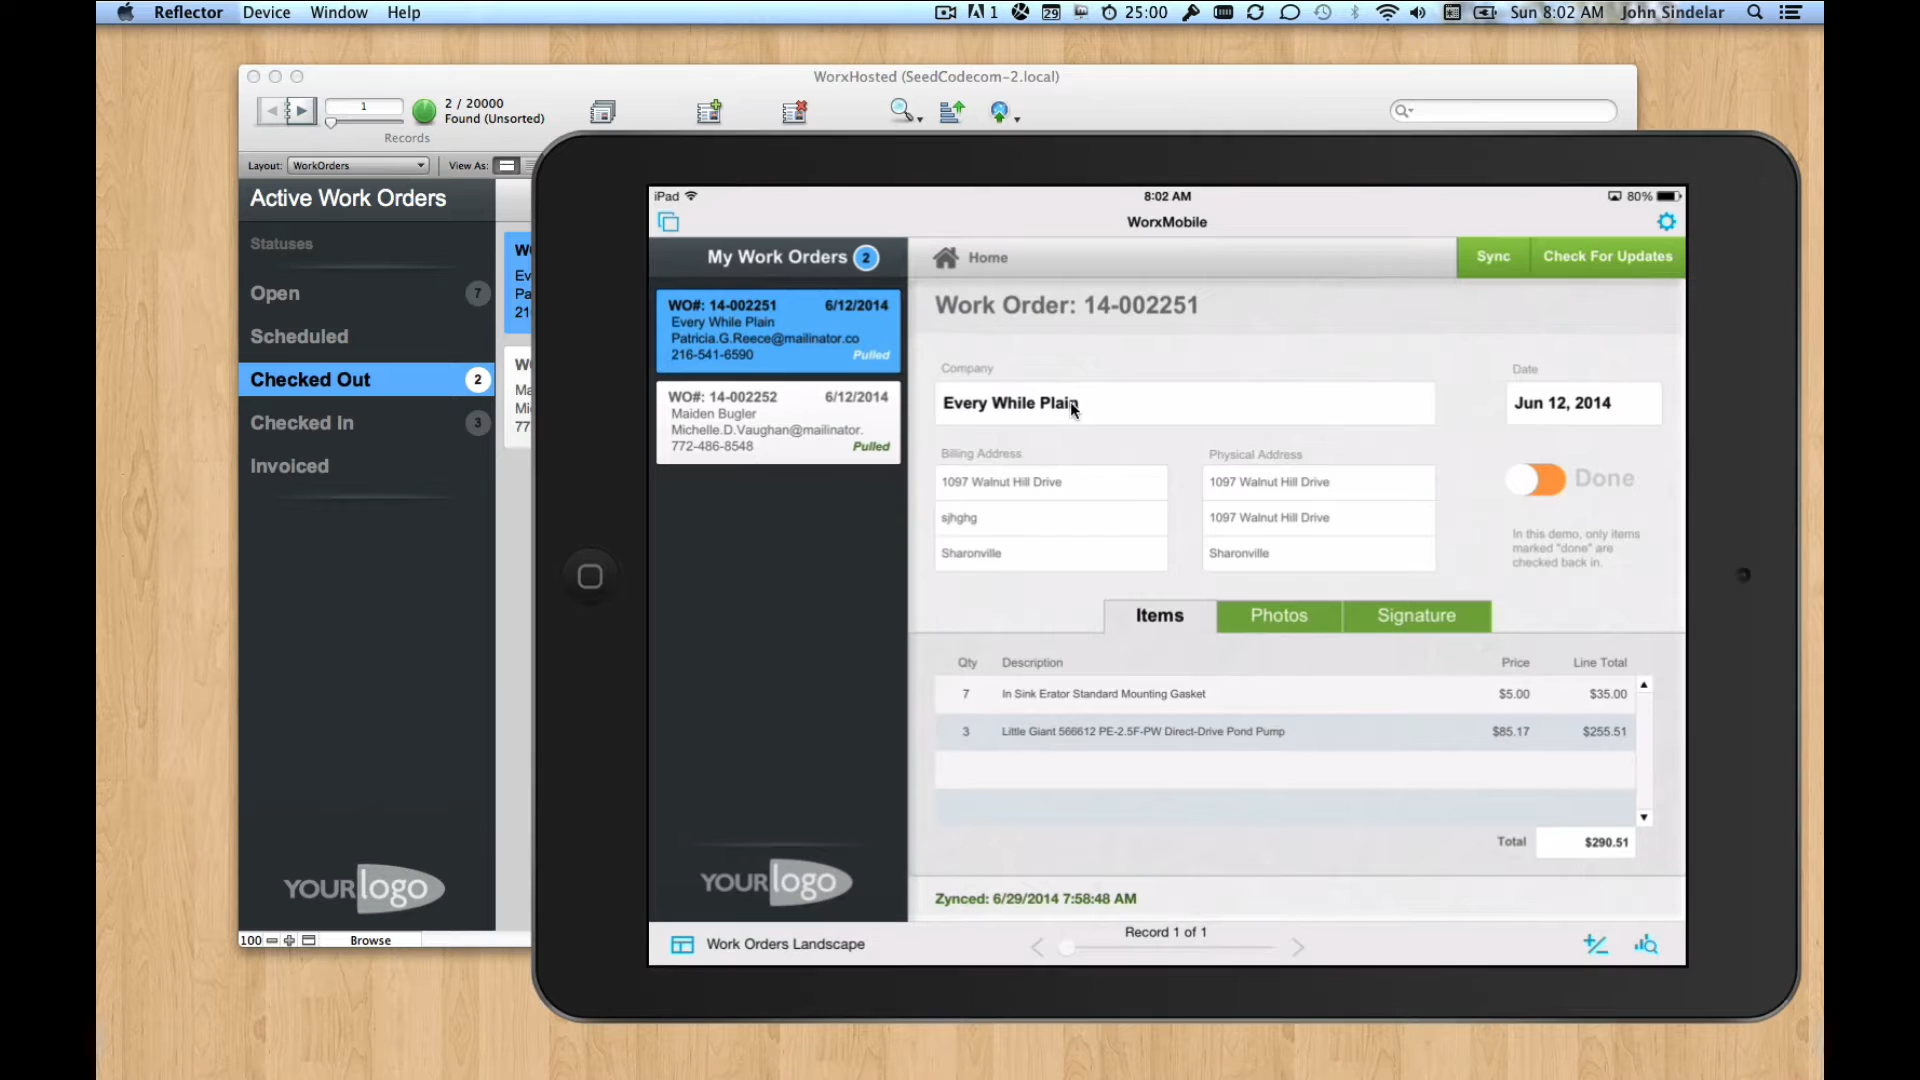 Reflector Device Window Help
1 29 25:00 Sun 8:02 AM John Sindelar
WorxHosted (SeedCodecom-2.local)
1
2 / 20000
Found (Unsorted)
Records
Layout: WorkOrders View As:
Active Work Orders
Statuses
Open 7
Scheduled
Checked Out 2
Checked In 3
Invoiced
YOUR logo
100 Browse
Ev
Pa
21
Ma
Mi
77
iPad 8:02 AM 80%
WorxMobile
My Work Orders 2
Home
Sync
Check For Updates
WO#: 14-002251 6/12/2014
Every While Plain
Patricia.G.Reece@mailinator.co
216-541-6590 Pulled
WO#: 14-002252 6/12/2014
Maiden Bugler
Michelle.D.Vaughan@mailinator.
772-486-8548 Pulled
YOUR logo
Work Order: 14-002251
Company
Every While Plain
Date
Jun 12, 2014
Billing Address
1097 Walnut Hill Drive
sjhghg
Sharonville
Physical Address
1097 Walnut Hill Drive
1097 Walnut Hill Drive
Sharonville
Done
In this demo, only items
marked "done" are
checked back in.
Items Photos Signature
Qty Description Price Line Total
7 In Sink Erator Standard Mounting Gasket $5.00 $35.00
3 Little Giant 566612 PE-2.5F-PW Direct-Drive Pond Pump $85.17 $255.51
Total $290.51
Zynced: 6/29/2014 7:58:48 AM
Work Orders Landscape
Record 1 of 1